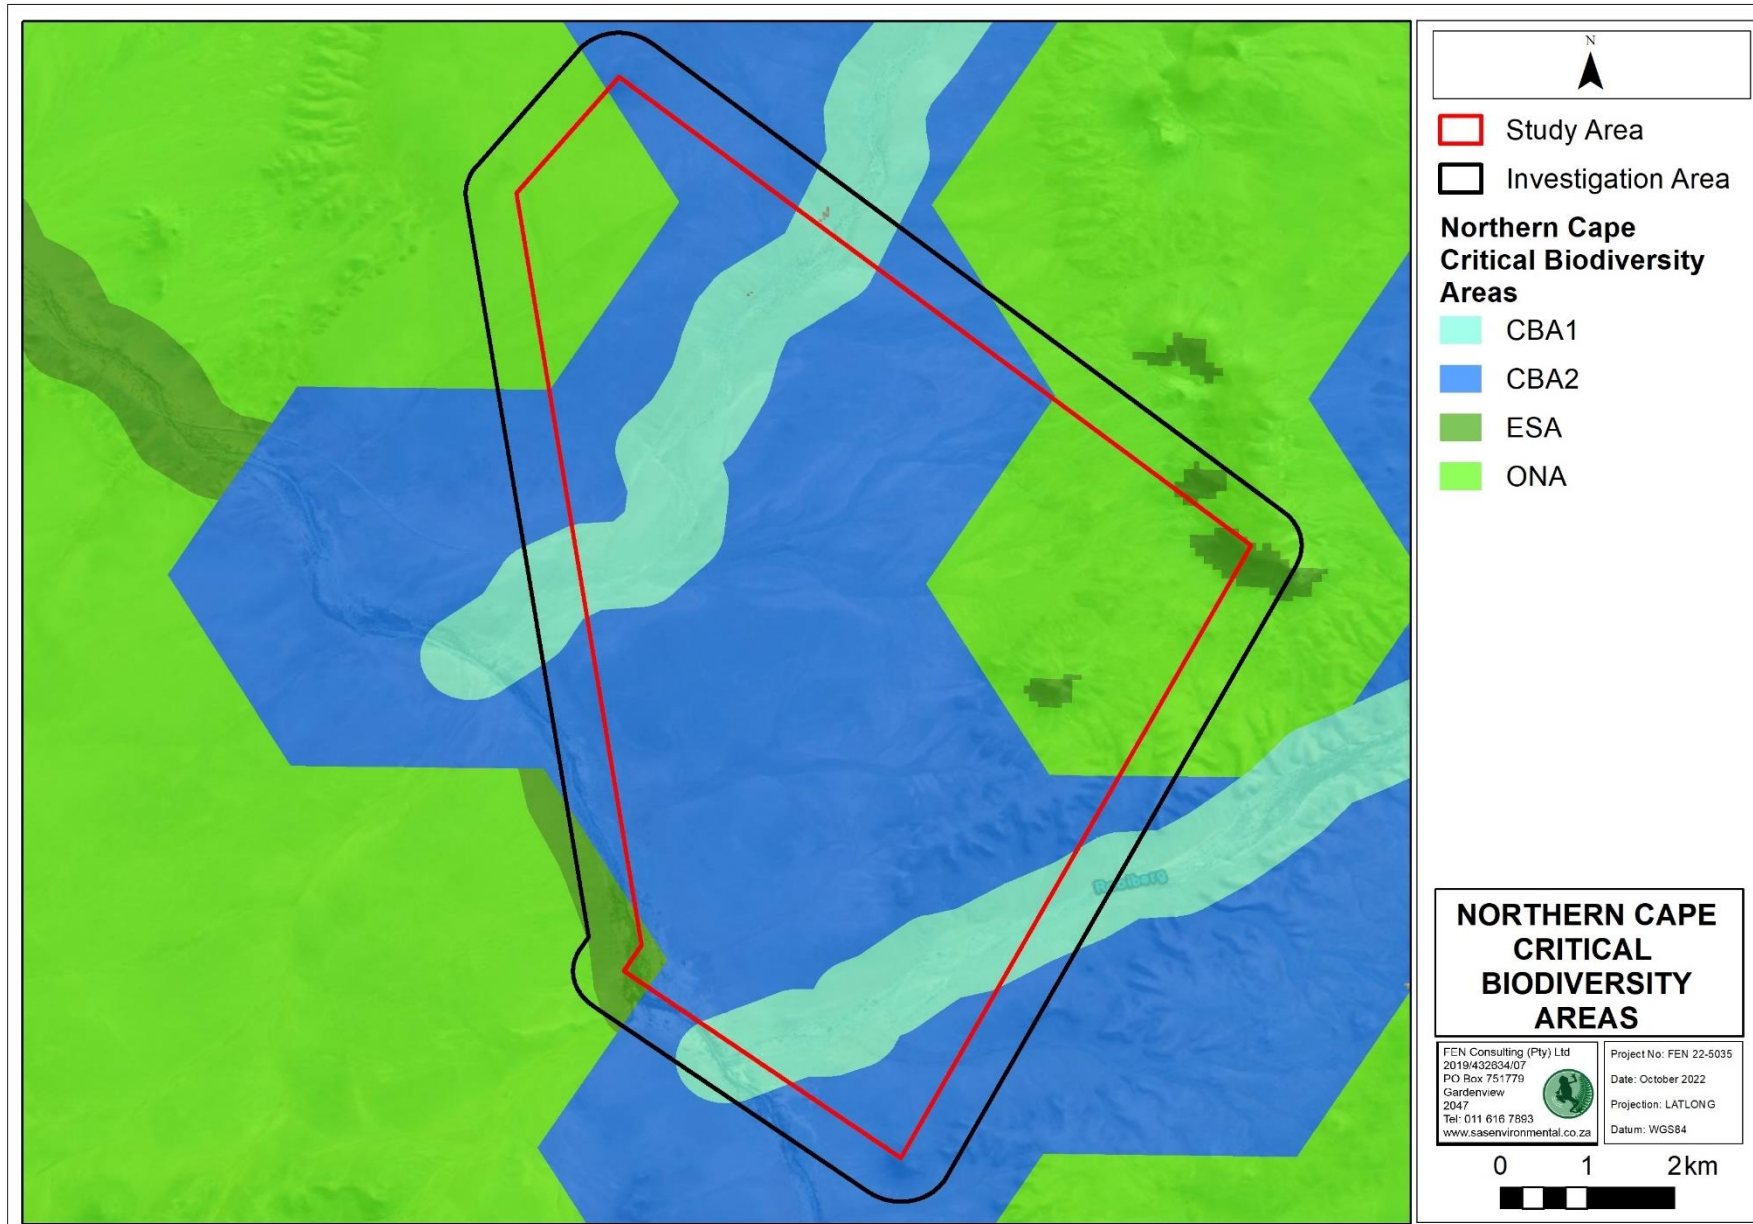 N
Study Area
Investigation Area
Northern Cape
Critical Biodiversity
Areas
CBA1
CBA2
ESA
ONA
Rooiberg
NORTHERN CAPE
CRITICAL
BIODIVERSITY
AREAS
FEN Consulting (Pty) Ltd
2019/432634/07
PO Box 751779
Gardenview
2047
Tel: 011 616 7893
www.sasenvironmental.co.za
Project No: FEN 22-5035
Date: October 2022
Projection: LATLONG
Datum: WGS84
0 1 2km